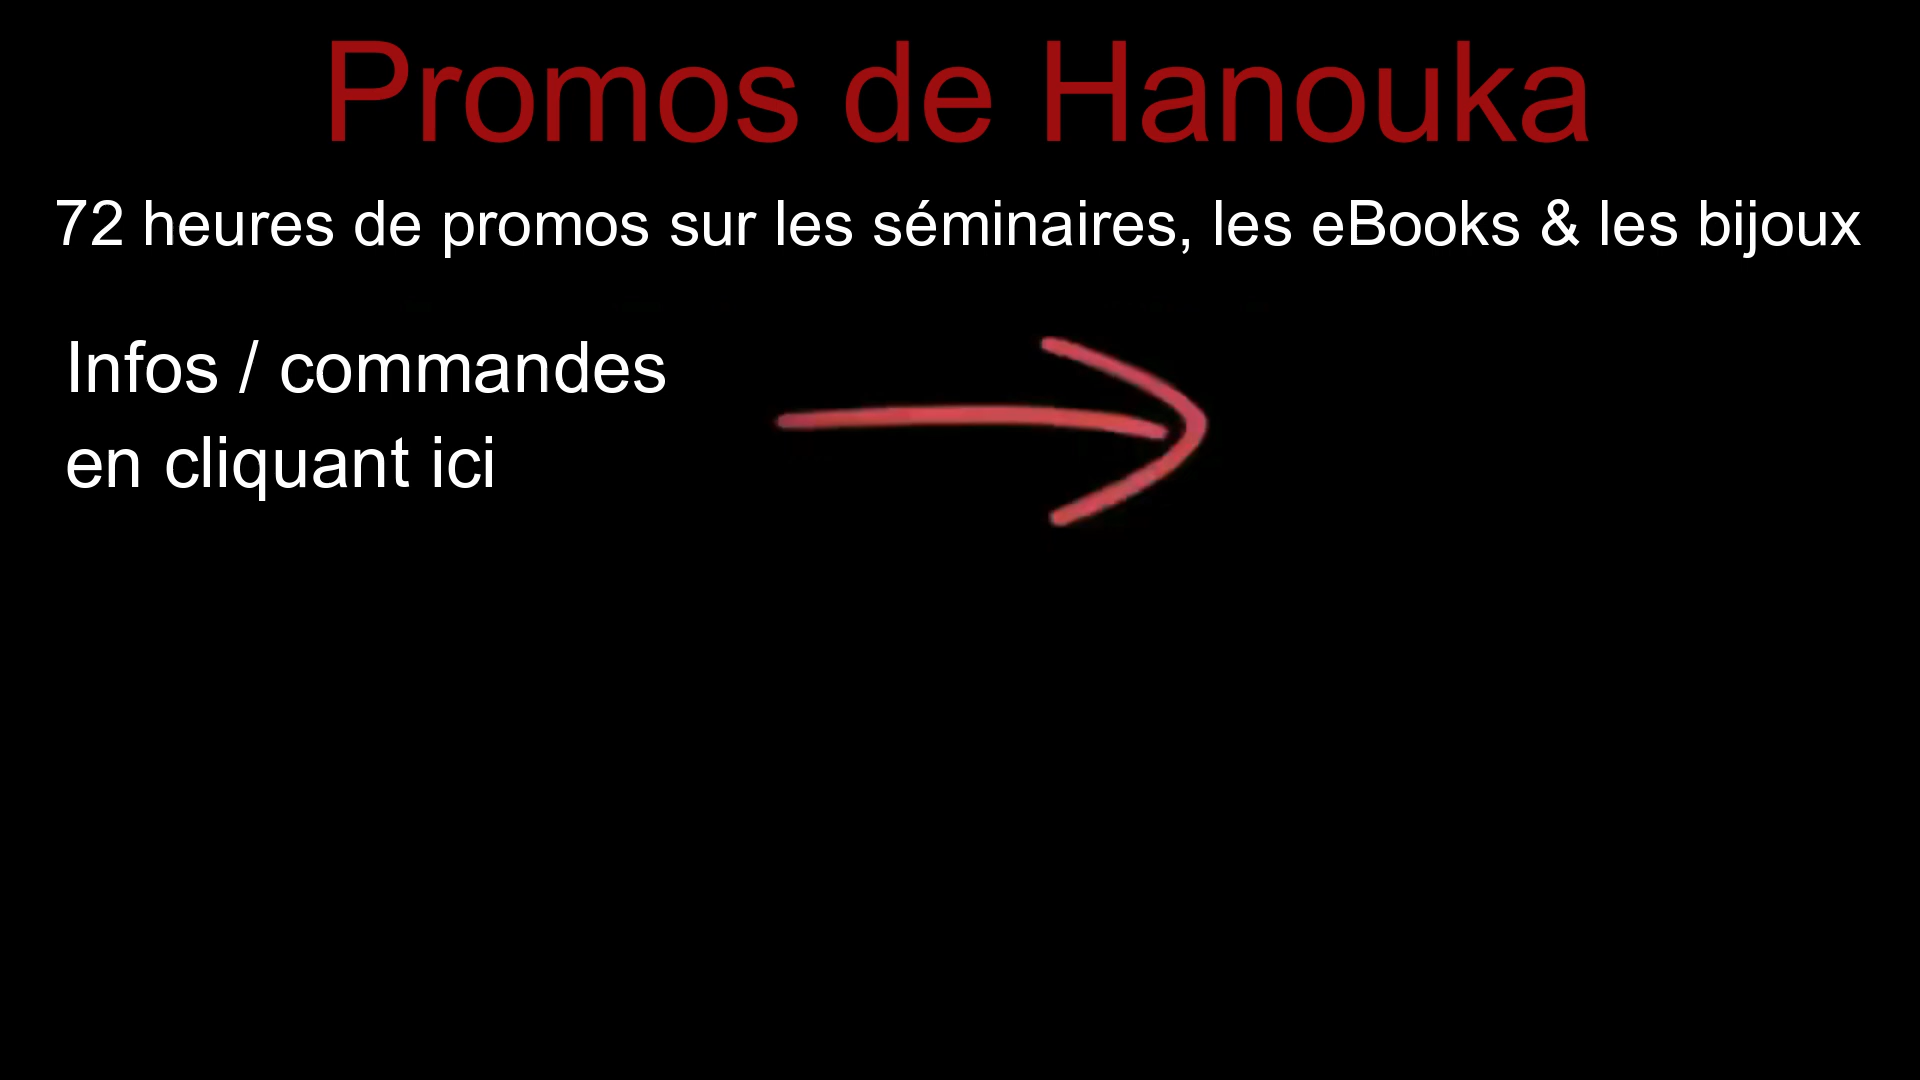 Promos de Hanouka
72 heures de promos sur les séminaires, les eBooks & les bijoux
Infos / commandes
en cliquant ici